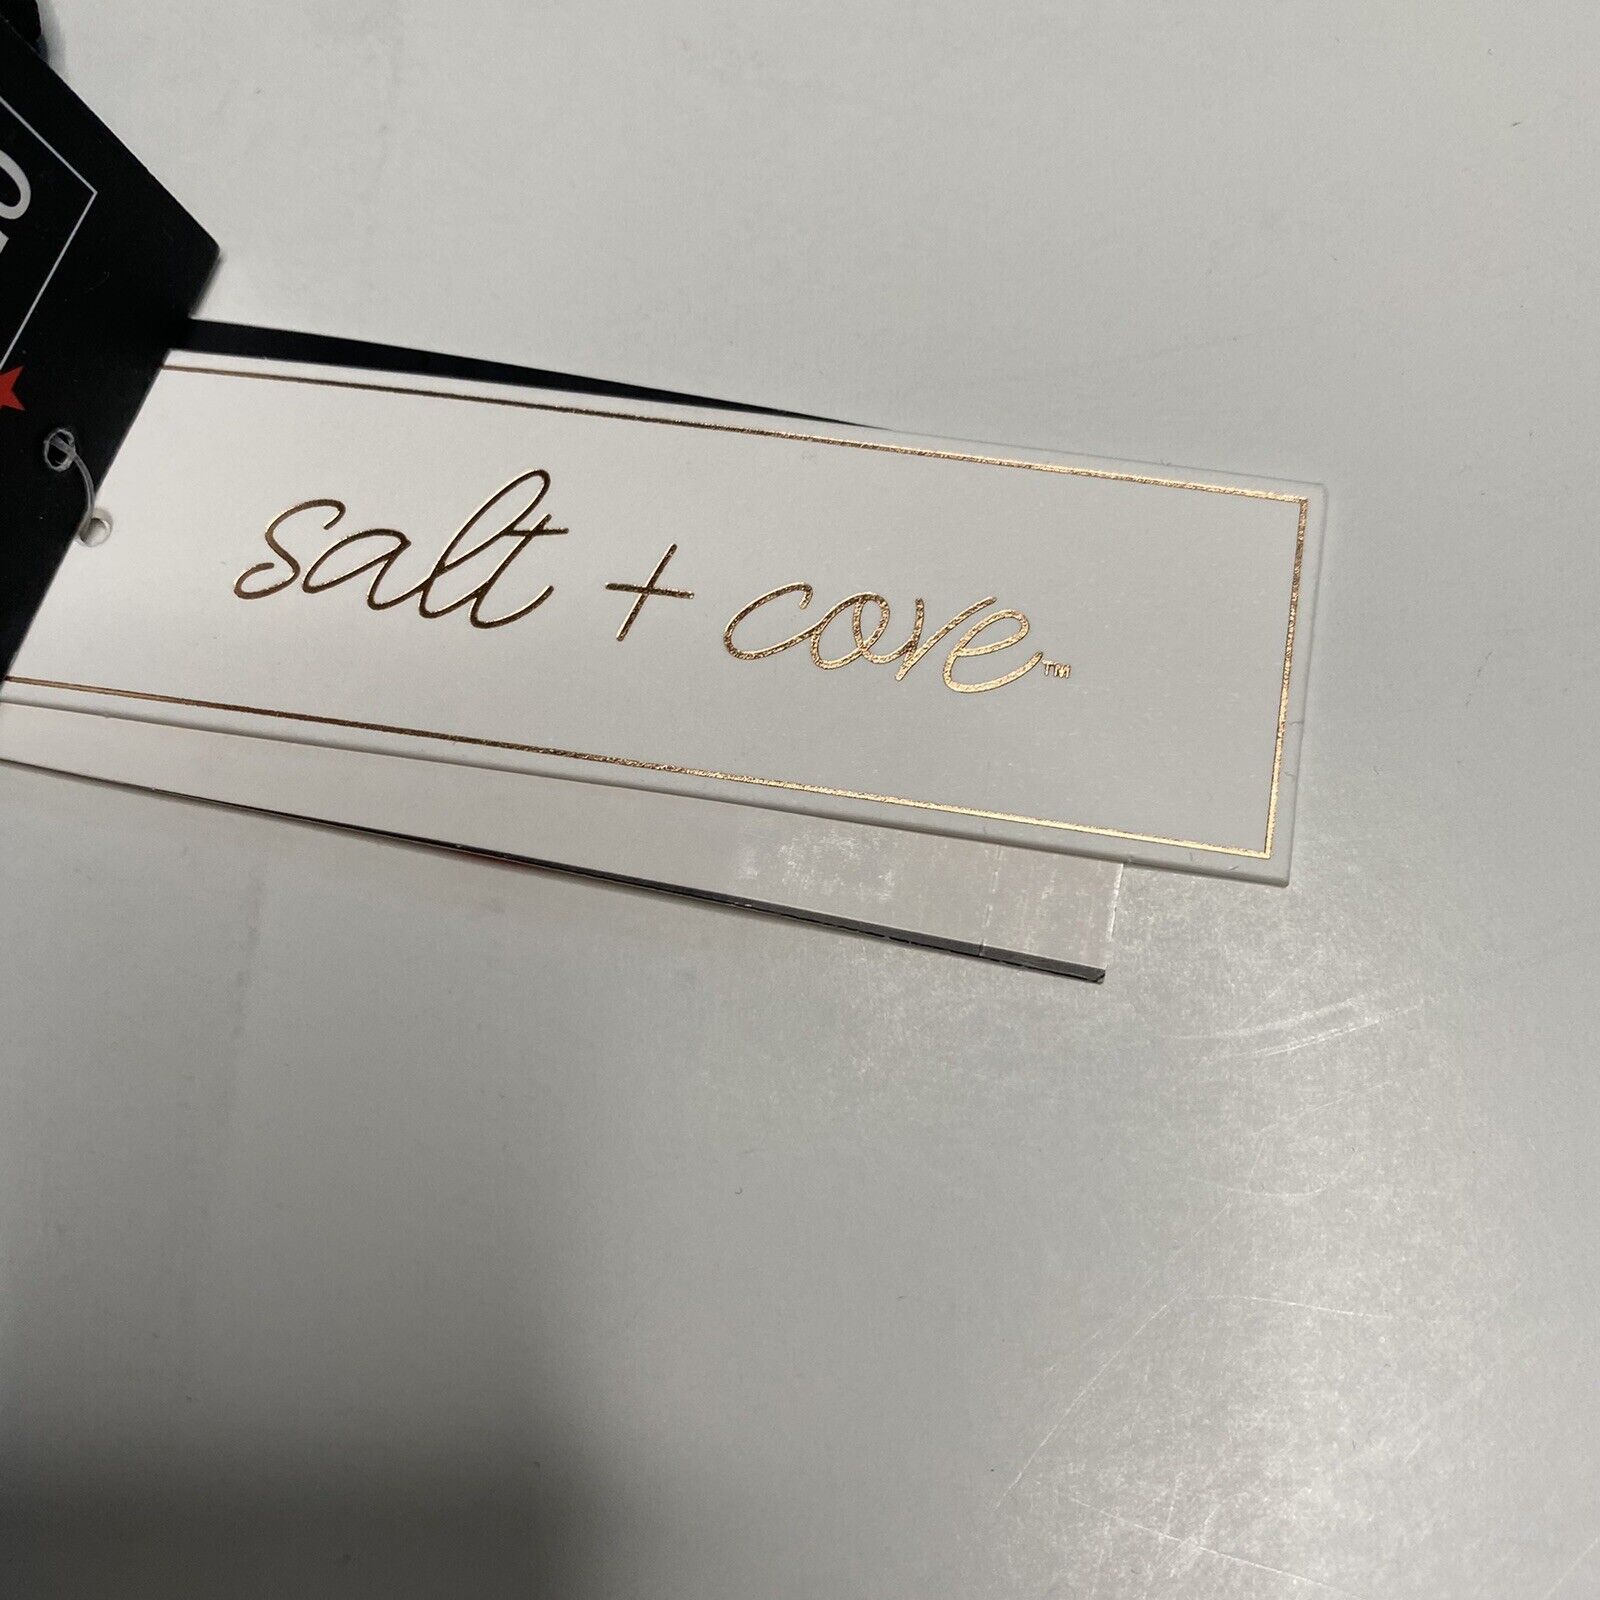 salt + cove™